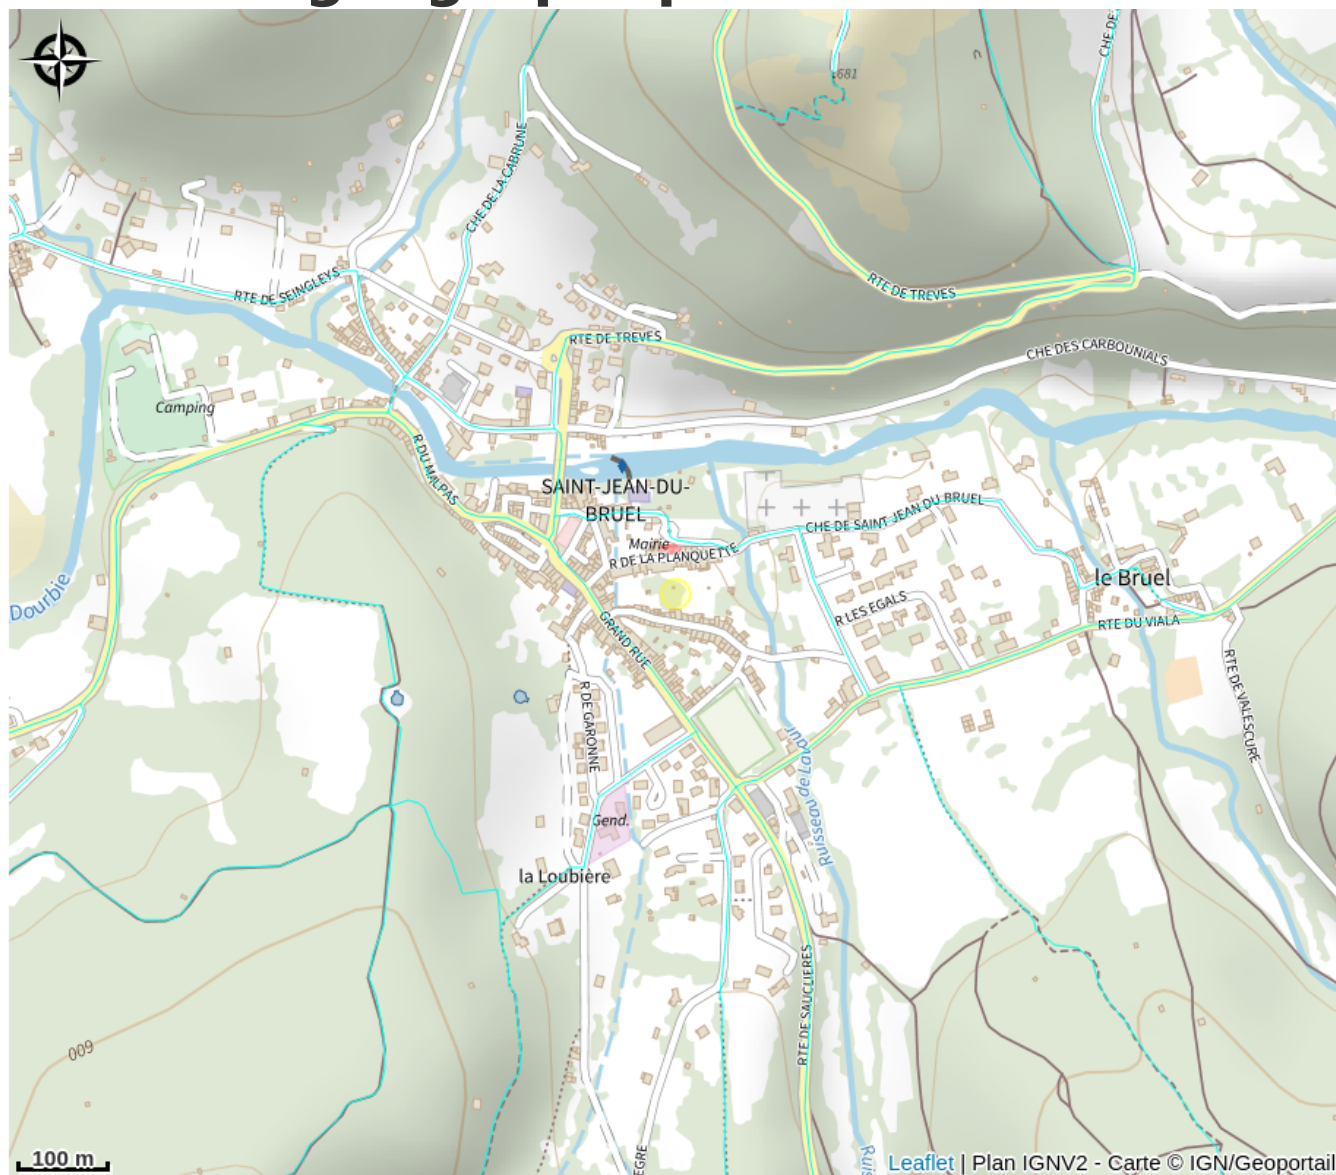 681
CHE DE
CHE DE LA CABRUNE
RTE DE SEINGLEYS
RTE DE TREVES
RTE DE TREVES
CHE DES CARBOUNIALS
Camping
R DU MALPAS
SAINT-JEAN-DU-
BRUEL
Mairie
R DE LA PLANQUETTE
CHE DE SAINT JEAN DU BRUEL
le Bruel
Dourbie
R LES EGALS
RTE DU VIALA
GRAND RUE
RTE DE VALESCURE
R DE GARONNE
Ruisseau de Lavaur
Gend.
la Loubière
RTE DE SAUCLIERES
600
100 m
Leaflet | Plan IGNV2 - Carte © IGN/Geoportail